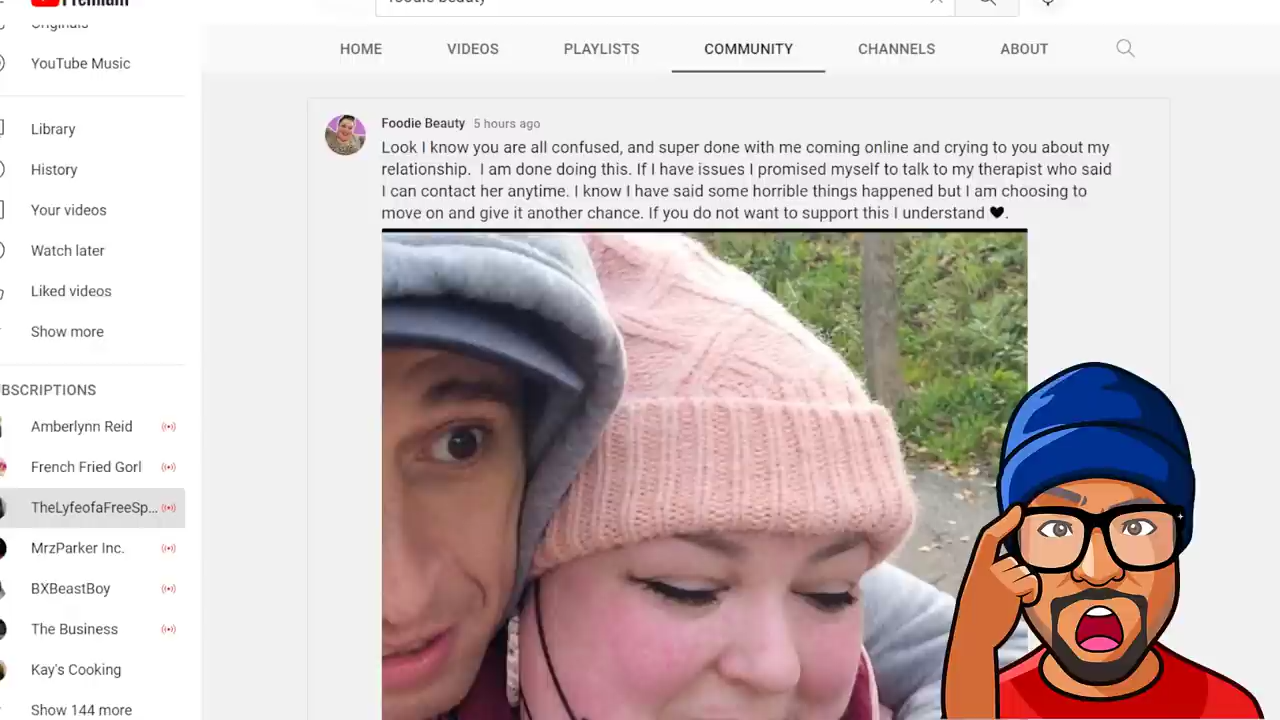 Premium
foodie beauty
Originals
HOME VIDEOS PLAYLISTS COMMUNITY CHANNELS ABOUT
YouTube Music
Library
History
Your videos
Watch later
Liked videos
Show more
BSCRIPTIONS
Amberlynn Reid
French Fried Gorl
TheLyfeofaFreeSp...
MrzParker Inc.
BXBeastBoy
The Business
Kay's Cooking
Show 144 more
Foodie Beauty 5 hours ago
Look I know you are all confused, and super done with me coming online and crying to you about my
relationship. I am done doing this. If I have issues I promised myself to talk to my therapist who said
I can contact her anytime. I know I have said some horrible things happened but I am choosing to
move on and give it another chance. If you do not want to support this I understand 🖤.